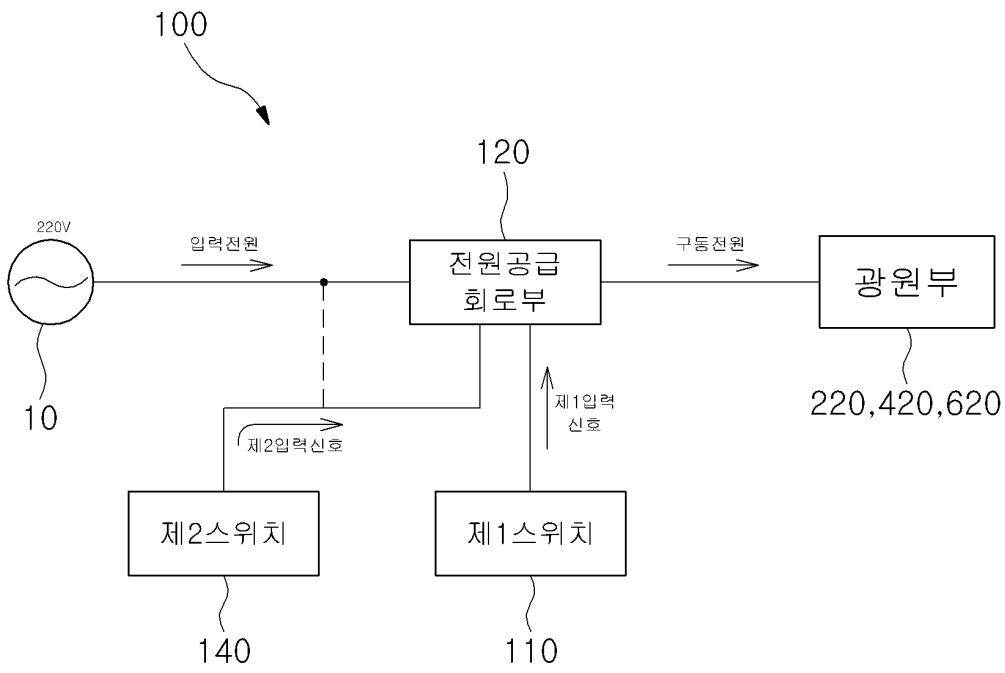 100
120
220V
입력전원
구동전원
전원공급
회로부
광원부
10
220,420,620
제1입력
신호
제2입력신호
제2스위치
제1스위치
140
110